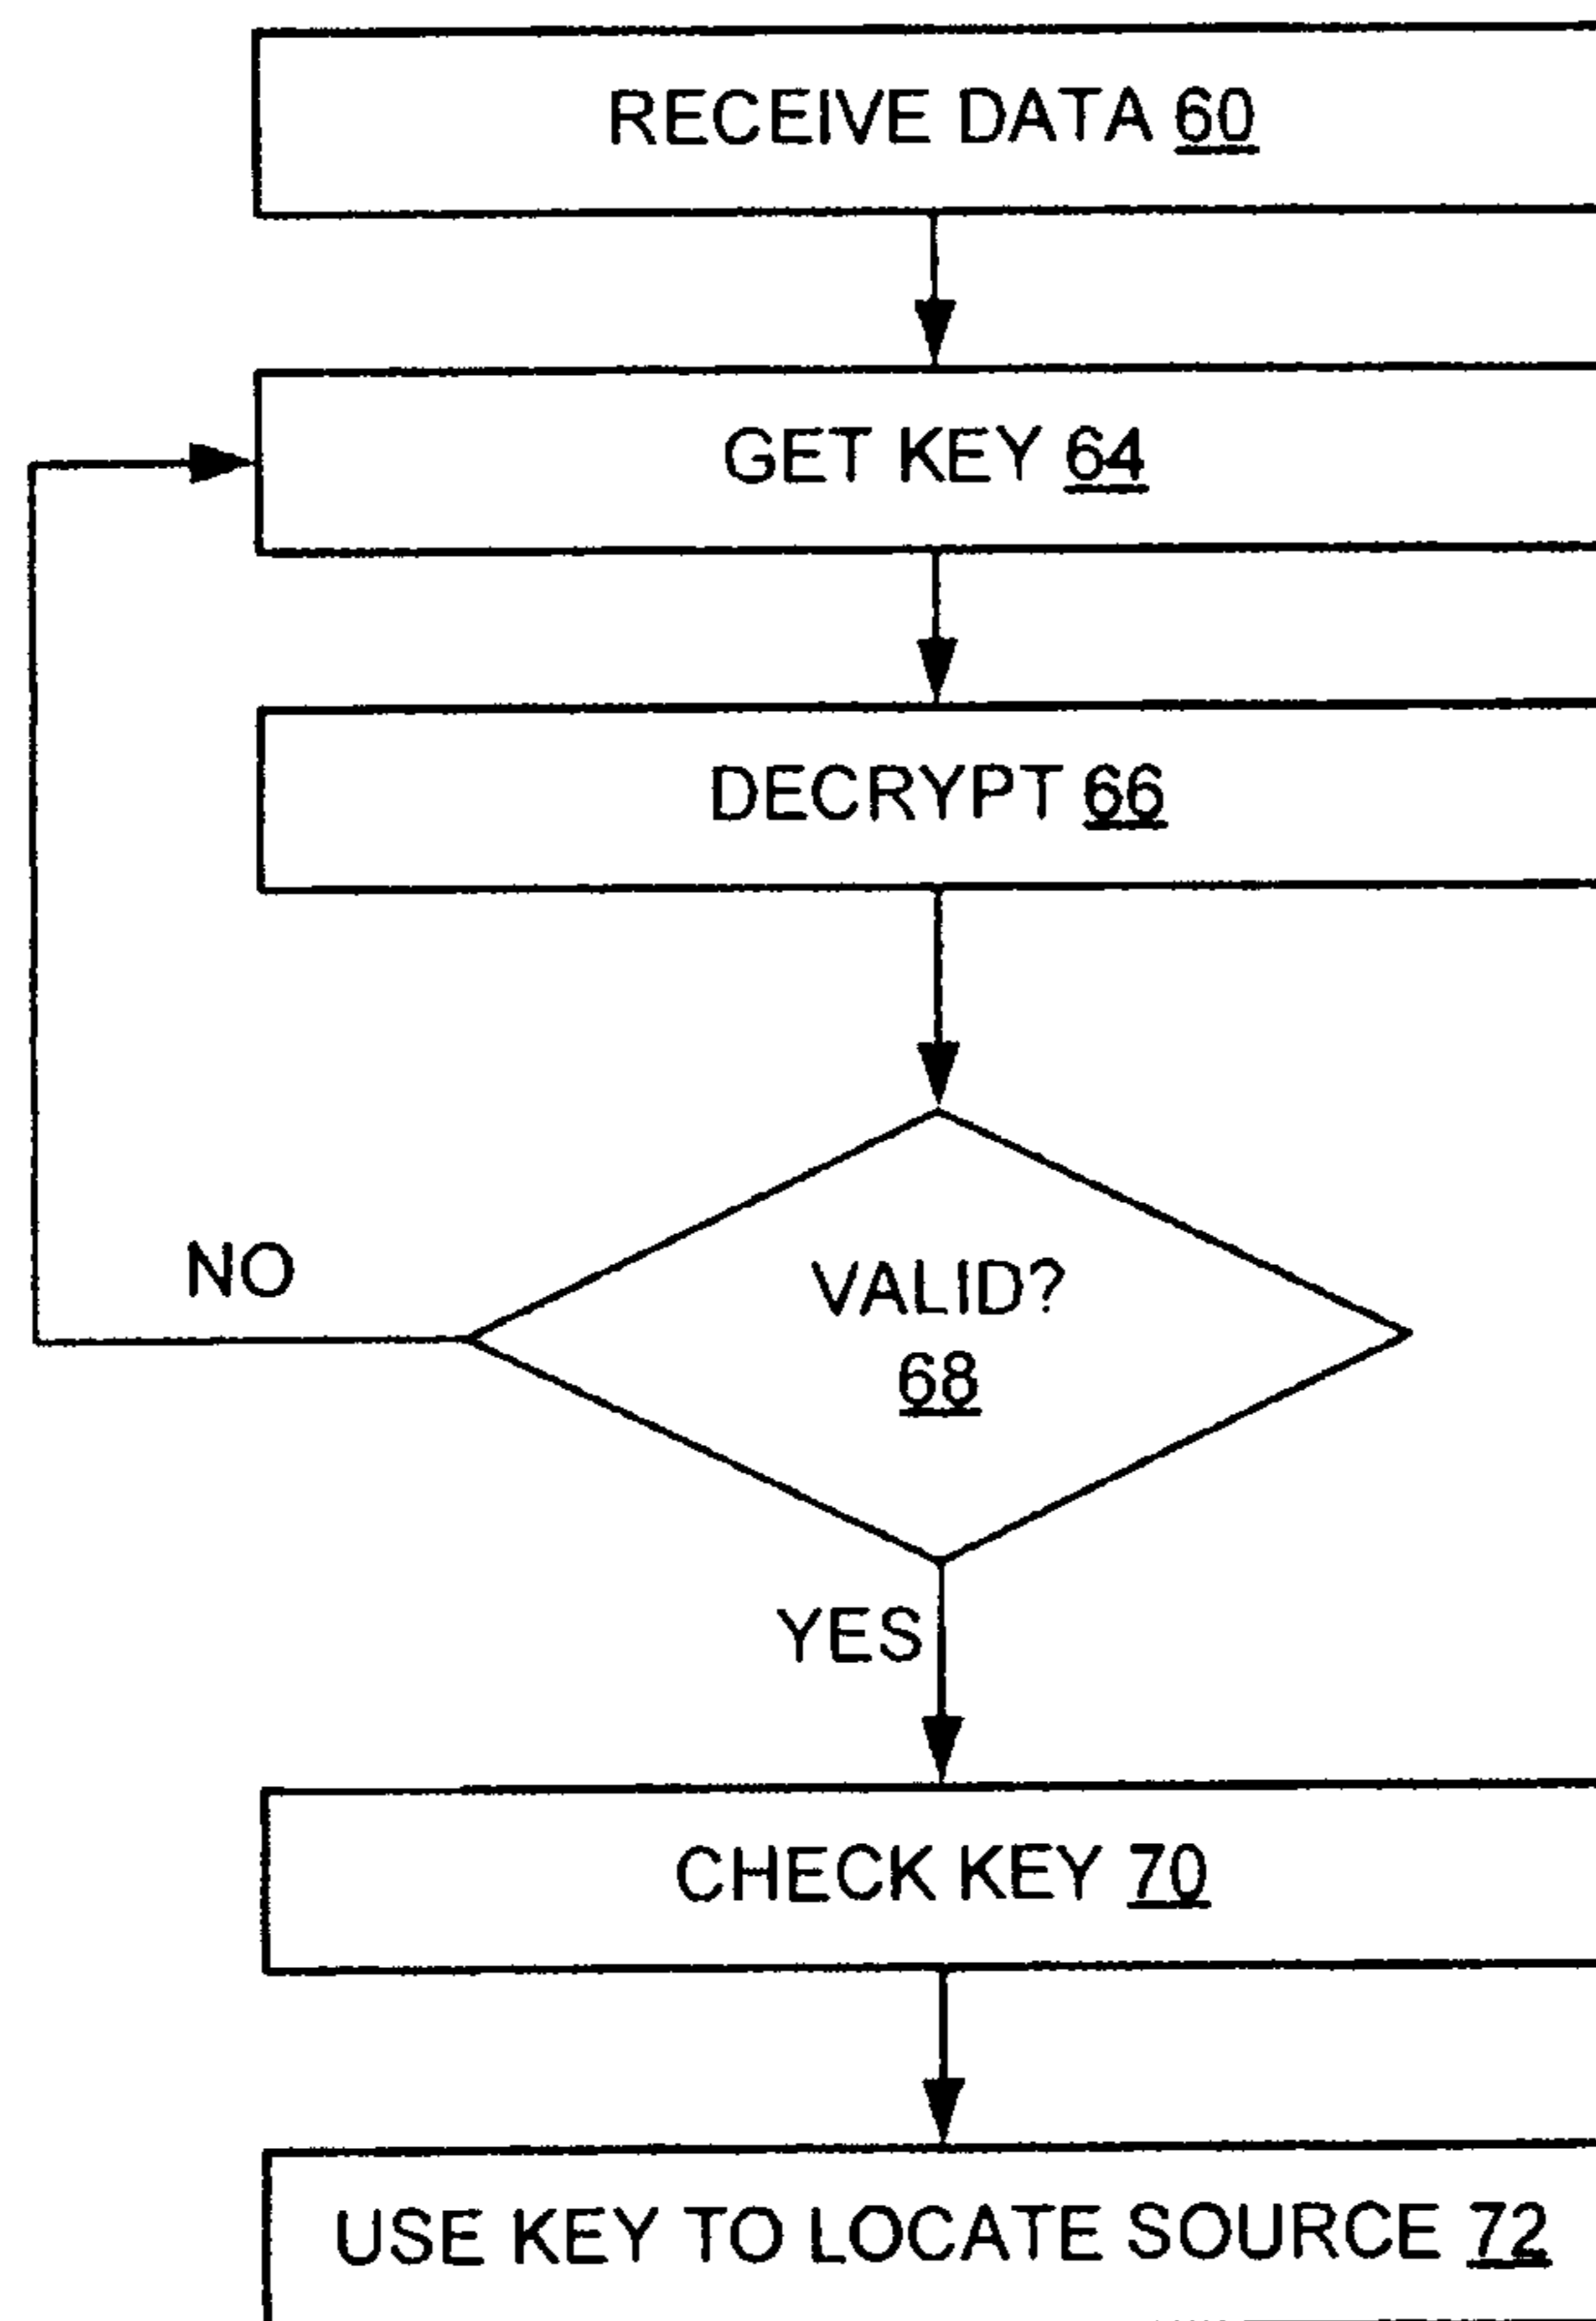 RECEIVE DATA 60
GET KEY 64
DECRYPT 66
NO
VALID?
68
YES
CHECK KEY 70
USE KEY TO LOCATE SOURCE 72